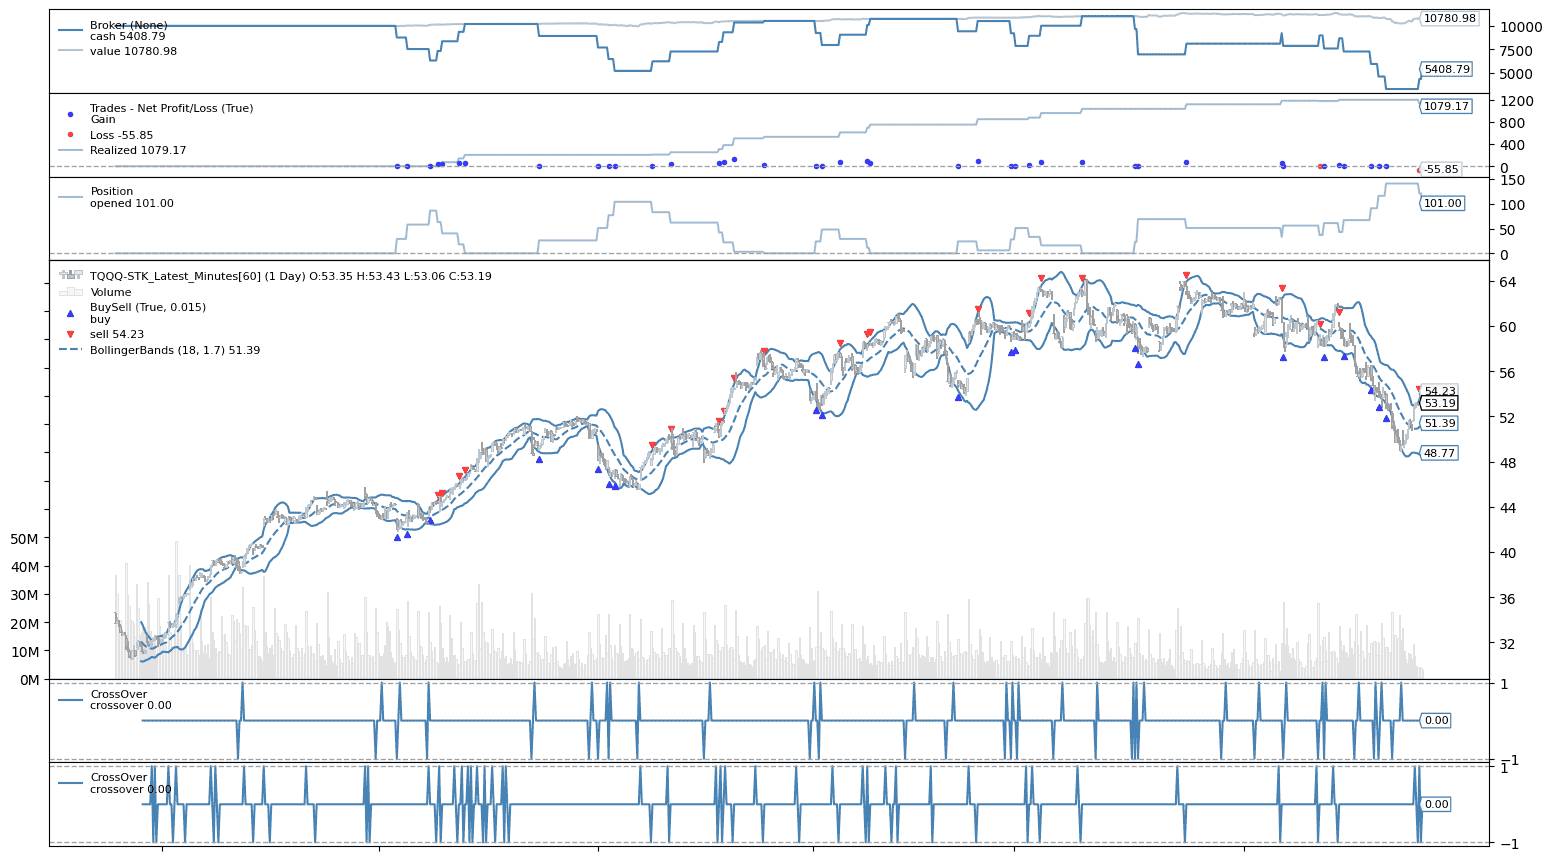 Broker (None)
cash 5408.79
value 10780.98
10780.98
10000
7500
5408.79
5000
Trades - Net Profit/Loss (True)
Gain
Loss -55.85
Realized 1079.17
1200
1079.17
800
400
0
-55.85
Position
opened 101.00
150
101.00
100
50
0
TQQQ-STK_Latest_Minutes[60] (1 Day) O:53.35 H:53.43 L:53.06 C:53.19
Volume
BuySell (True, 0.015)
buy
sell 54.23
BollingerBands (18, 1.7) 51.39
64
60
56
54.23
53.19
52
51.39
48.77
48
44
40
36
32
50M
40M
30M
20M
10M
0M
CrossOver
crossover 0.00
1
0.00
−1
CrossOver
crossover 0.00
1
0.00
−1